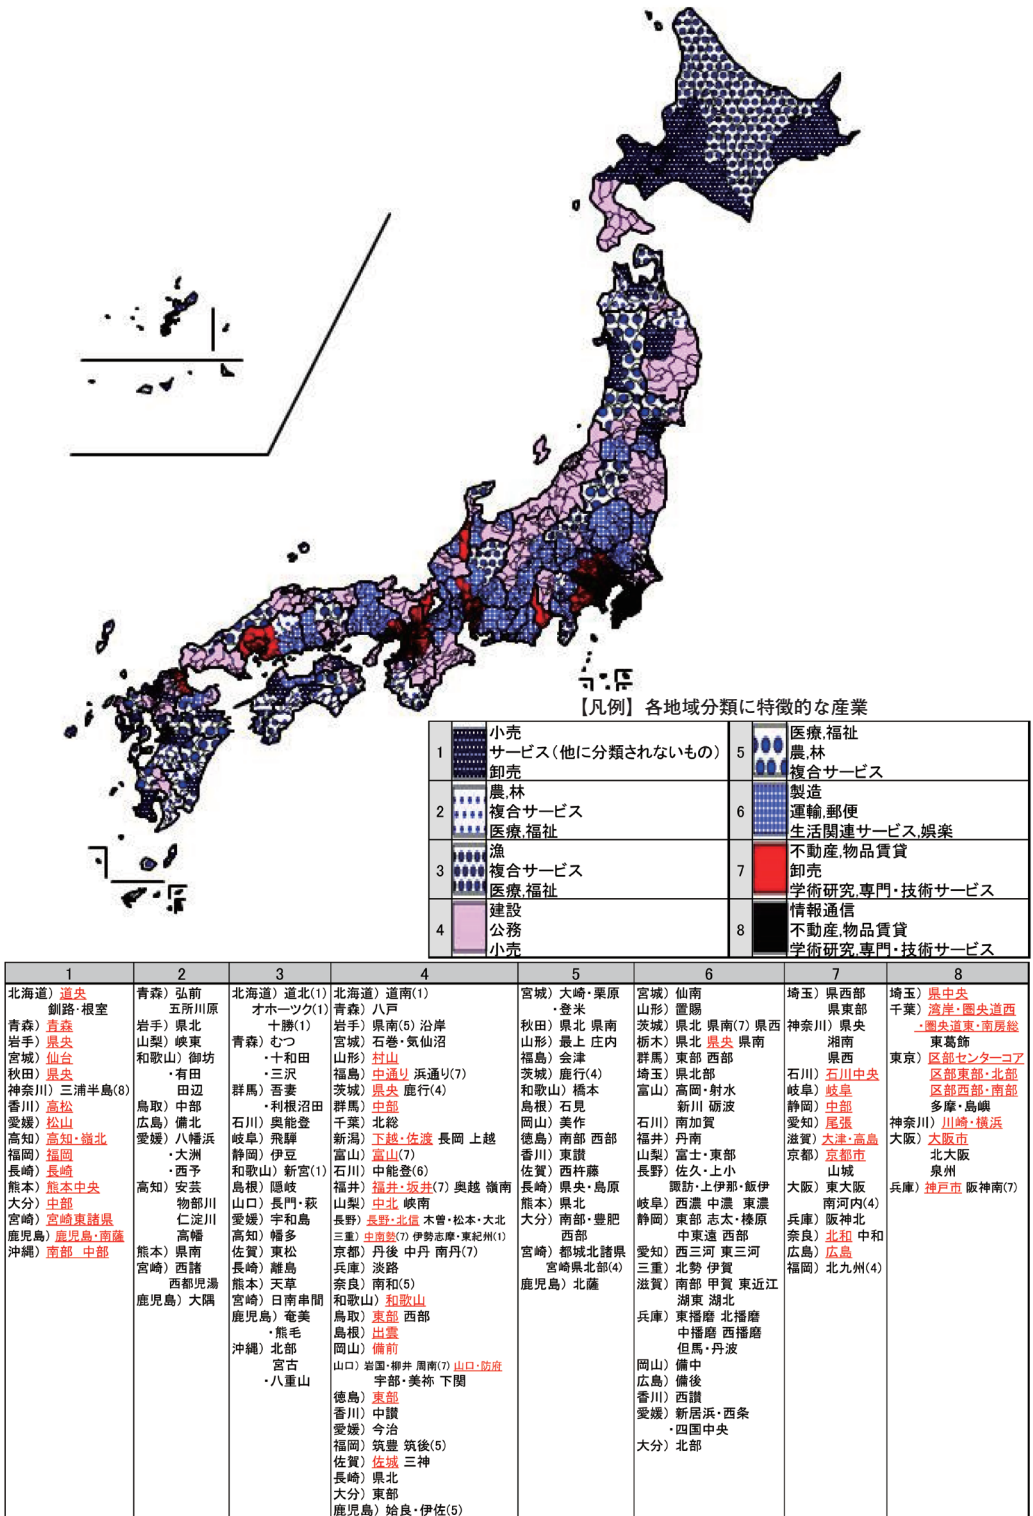 【凡例】各地域分類に特徴的な産業
1
小売
サービス(他に分類されないもの)
卸売
2
農,林
複合サービス
医療,福祉
3
漁
複合サービス
医療,福祉
4
建設
公務
小売
5
医療,福祉
農,林
複合サービス
6
製造
運輸,郵便
生活関連サービス,娯楽
7
不動産,物品賃貸
卸売
学術研究,専門・技術サービス
8
情報通信
不動産,物品賃貸
学術研究,専門・技術サービス
1
北海道)道央
釧路・根室
青森)青森
岩手)県央
宮城)仙台
秋田)県央
神奈川)三浦半島(8)
香川)高松
愛媛)松山
高知)高知・嶺北
福岡)福岡
長崎)長崎
熊本)熊本中央
大分)中部
宮崎)宮崎東諸県
鹿児島)鹿児島・南薩
沖縄)南部 中部
2
青森)弘前
五所川原
岩手)県北
山梨)峡東
和歌山)御坊
・有田
田辺
鳥取)中部
広島)備北
愛媛)八幡浜
・大洲
・西予
高知)安芸
物部川
仁淀川
高幡
熊本)県南
宮崎)西諸
西都児湯
鹿児島)大隅
3
北海道)道北(1)
オホーツク(1)
十勝(1)
青森)むつ
・十和田
・三沢
群馬)吾妻
・利根沼田
石川)奥能登
岐阜)飛騨
静岡)伊豆
和歌山)新宮(1)
島根)隠岐
山口)長門・萩
愛媛)宇和島
高知)幡多
佐賀)東松
長崎)離島
熊本)天草
宮崎)日南串間
鹿児島)奄美
・熊毛
沖縄)北部
宮古
・八重山
4
北海道)道南(1)
青森)八戸
岩手)県南(5) 沿岸
宮城)石巻・気仙沼
山形)村山
福島)中通り 浜通り(7)
茨城)県央 鹿行(4)
群馬)中部
千葉)北総
新潟)下越・佐渡 長岡 上越
富山)富山(7)
石川)中能登(6)
福井)福井・坂井(7) 奥越 嶺南
山梨)中北 峡南
長野)長野・北信 木曽・松本・大北
三重)中南勢(7) 伊勢志摩・東紀州(1)
京都)丹後 中丹 南丹(7)
兵庫)淡路
奈良)南和(5)
和歌山)和歌山
鳥取)東部 西部
島根)出雲
岡山)備前
山口)岩国・柳井 周南(7) 山口・防府
宇部・美祢 下関
徳島)東部
香川)中讃
愛媛)今治
福岡)筑豊 筑後(5)
佐賀)佐城 三神
長崎)県北
大分)東部
鹿児島)姶良・伊佐(5)
5
宮城)大崎・栗原
・登米
秋田)県北 県南
山形)最上 庄内
福島)会津
茨城)鹿行(4)
和歌山)橋本
島根)石見
岡山)美作
徳島)南部 西部
香川)東讃
佐賀)西杵藤
長崎)県央・島原
熊本)県北
大分)南部・豊肥
西部
宮崎)都城北諸県
宮崎県北部(4)
鹿児島)北薩
6
宮城)仙南
山形)置賜
茨城)県北 県南(7) 県西
栃木)県北 県央 県南
群馬)東部 西部
埼玉)県北部
富山)高岡・射水
新川 砺波
石川)南加賀
福井)丹南
山梨)富士・東部
長野)佐久・上小
諏訪・上伊那・飯伊
岐阜)西濃 中濃 東濃
静岡)東部 志太・榛原
中東遠 西部
愛知)西三河 東三河
三重)北勢 伊賀
滋賀)南部 甲賀 東近江
湖東 湖北
兵庫)東播磨 北播磨
中播磨 西播磨
但馬・丹波
岡山)備中
広島)備後
香川)西讃
愛媛)新居浜・西条
・四国中央
大分)北部
7
埼玉)県西部
県東部
神奈川)県央
湘南
県西
石川)石川中央
岐阜)岐阜
静岡)中部
愛知)尾張
滋賀)大津・高島
京都)京都市
山城
大阪)東大阪
南河内(4)
兵庫)阪神北
奈良)北和 中和
広島)広島
福岡)北九州(4)
8
埼玉)県中央
千葉)湾岸・圏央道西
・圏央道東・南房総
東葛飾
東京)区部センターコア
区部東部・北部
区部西部・南部
多摩・島嶼
神奈川)川崎・横浜
大阪)大阪市
北大阪
泉州
兵庫)神戸市 阪神南(7)